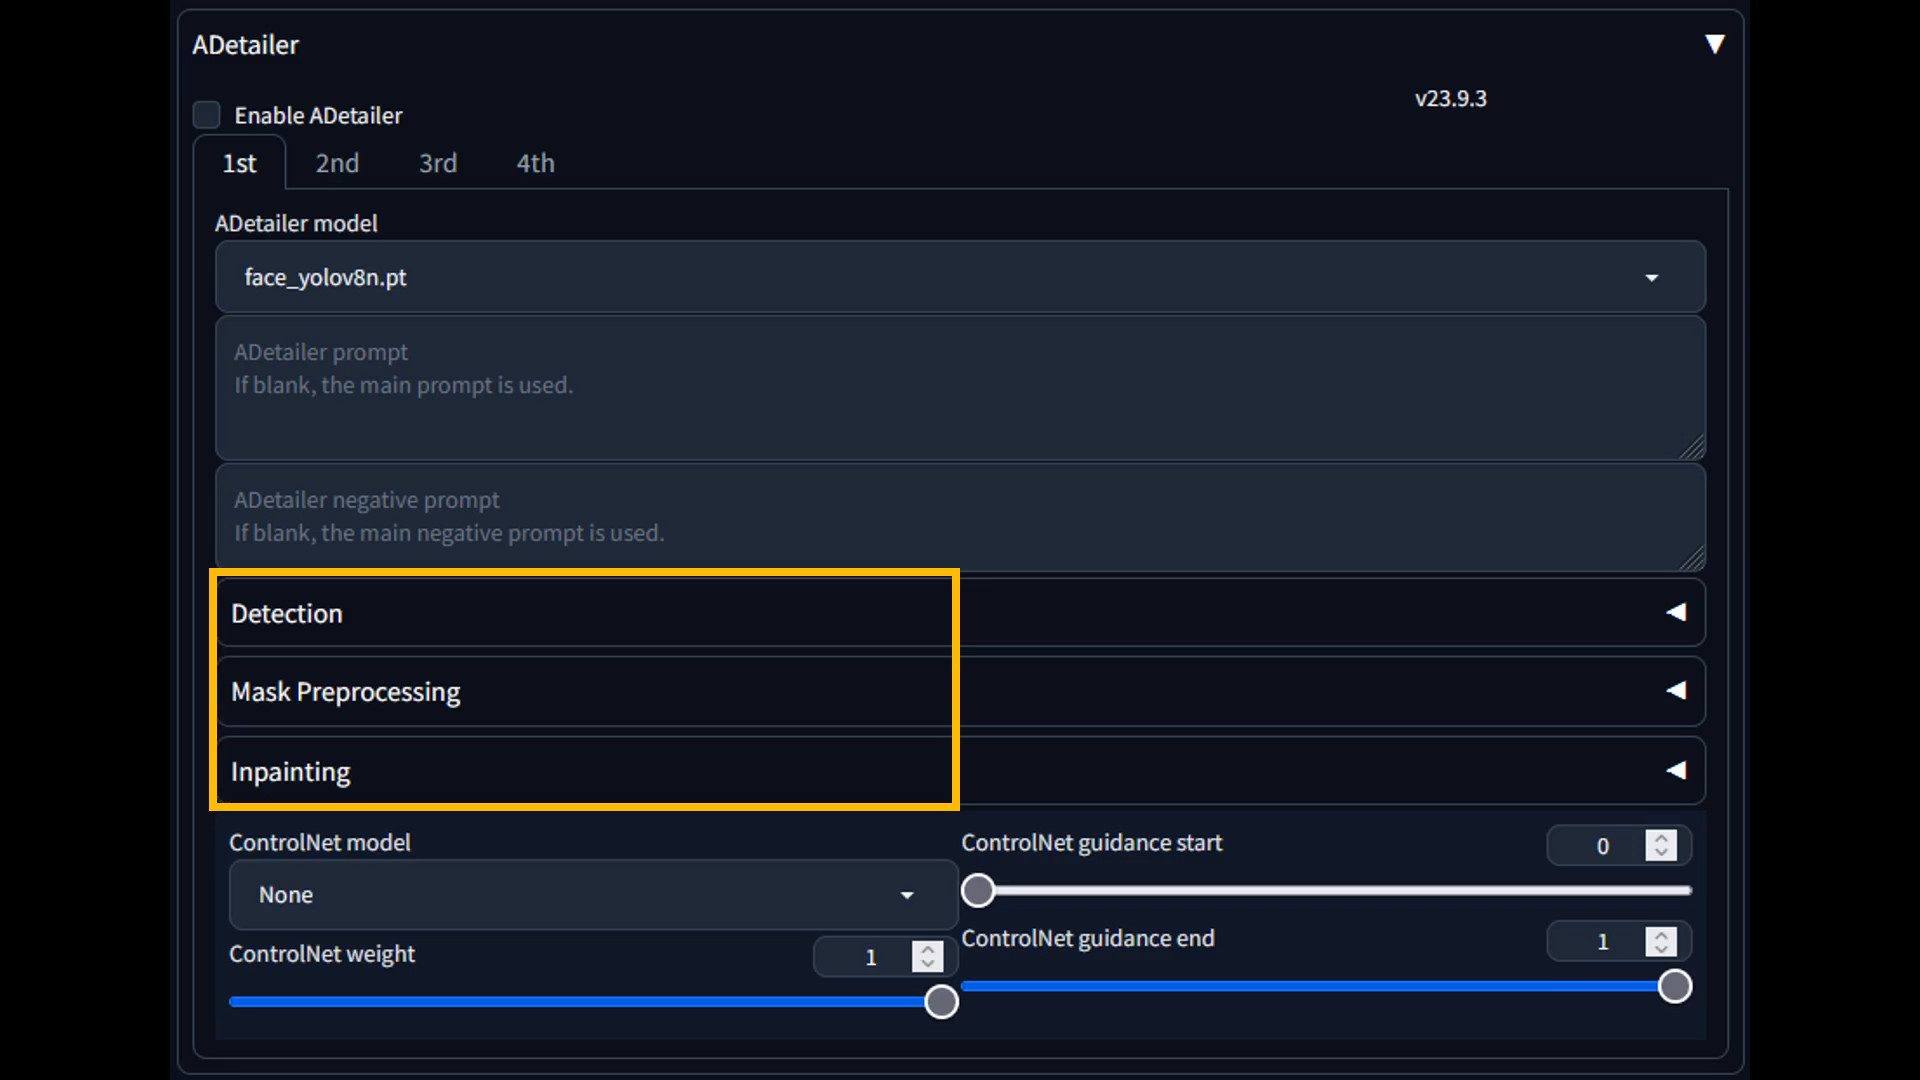 ADetailer
v23.9.3
Enable ADetailer
1st 2nd 3rd 4th
ADetailer model
face_yolov8n.pt
ADetailer prompt
If blank, the main prompt is used.
ADetailer negative prompt
If blank, the main negative prompt is used.
Detection
Mask Preprocessing
Inpainting
ControlNet model
None
ControlNet weight 1
ControlNet guidance start 0
ControlNet guidance end 1